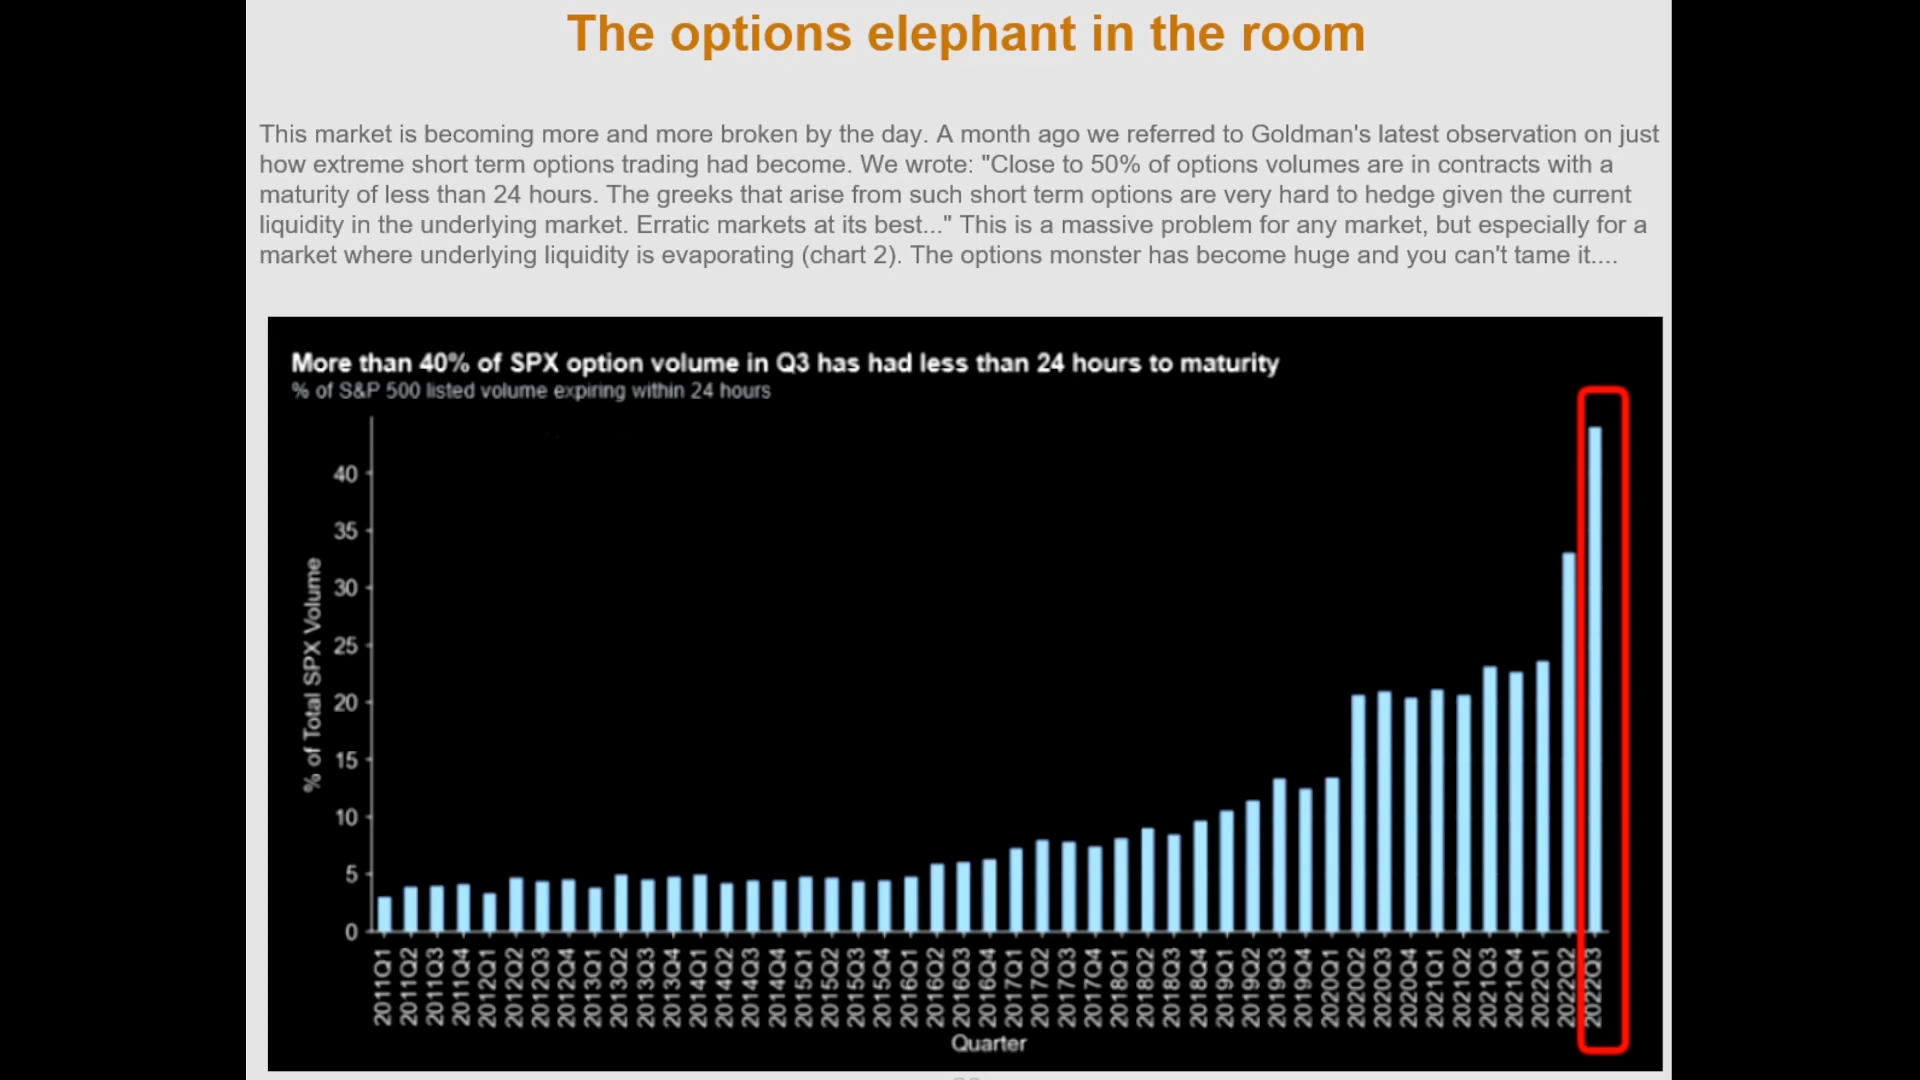 The options elephant in the room
This market is becoming more and more broken by the day. A month ago we referred to Goldman's latest observation on just
how extreme short term options trading had become. We wrote: "Close to 50% of options volumes are in contracts with a
maturity of less than 24 hours. The greeks that arise from such short term options are very hard to hedge given the current
liquidity in the underlying market. Erratic markets at its best..." This is a massive problem for any market, but especially for a
market where underlying liquidity is evaporating (chart 2). The options monster has become huge and you can't tame it....
More than 40% of SPX option volume in Q3 has had less than 24 hours to maturity
% of S&P 500 listed volume expiring within 24 hours
% of Total SPX Volume
40
35
30
25
20
15
10
5
0
2011Q1
2011Q2
2011Q3
2011Q4
2012Q1
2012Q2
2012Q3
2012Q4
2013Q1
2013Q2
2013Q3
2013Q4
2014Q1
2014Q2
2014Q3
2014Q4
2015Q1
2015Q2
2015Q3
2015Q4
2016Q1
2016Q2
2016Q3
2016Q4
2017Q1
2017Q2
2017Q3
2017Q4
2018Q1
2018Q2
2018Q3
2018Q4
2019Q1
2019Q2
2019Q3
2019Q4
2020Q1
2020Q2
2020Q3
2020Q4
2021Q1
2021Q2
2021Q3
2021Q4
2022Q1
2022Q2
2022Q3
Quarter